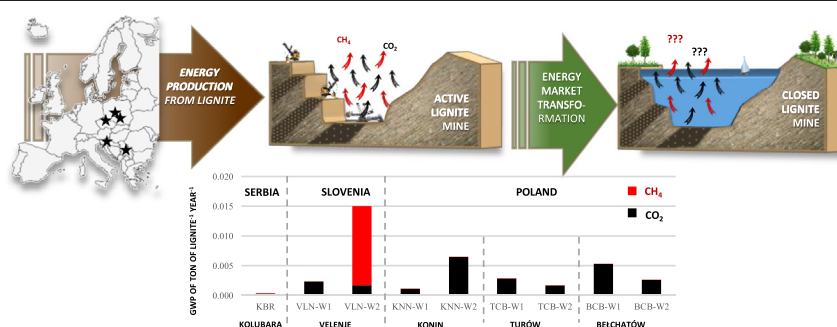 ENERGY
PRODUCTION
FROM LIGNITE
CH4
CO2
ACTIVE
LIGNITE
MINE
ENERGY
MARKET
TRANSFO-
RMATION
???
???
CLOSED
LIGNITE
MINE
GWP OF TON OF LIGNITE⁻¹ YEAR⁻¹
0.020
0.015
0.010
0.005
0.000
SERBIA SLOVENIA POLAND
CH4
CO2
KBR VLN-W1 VLN-W2 KNN-W1 KNN-W2 TCB-W1 TCB-W2 BCB-W1 BCB-W2
KOLUBARA VELENJE KONIN TURÓW BEŁCHATÓW